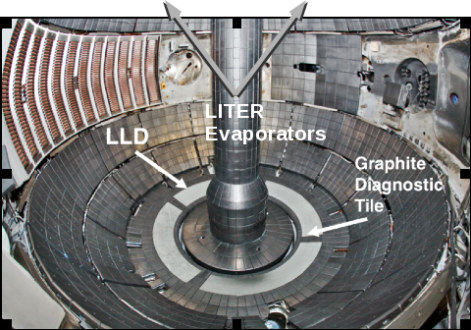 LITER
Evaporators
LLD
Graphite
Diagnostic
Tile